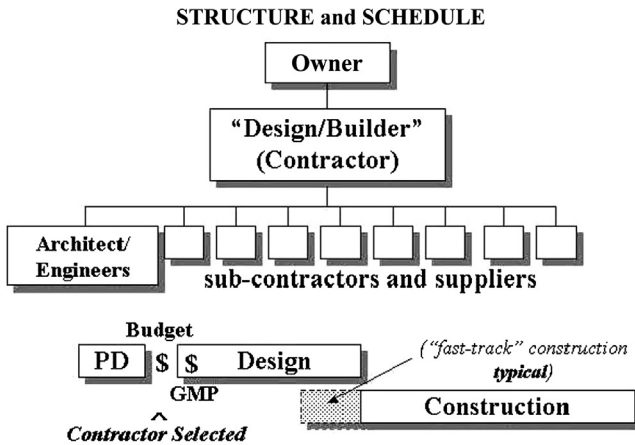 STRUCTURE and SCHEDULE
Owner
“Design/Builder”
(Contractor)
Architect/
Engineers
sub-contractors and suppliers
Budget
PD $ $ Design
GMP
^
Contractor Selected
("fast-track" construction
typical)
Construction